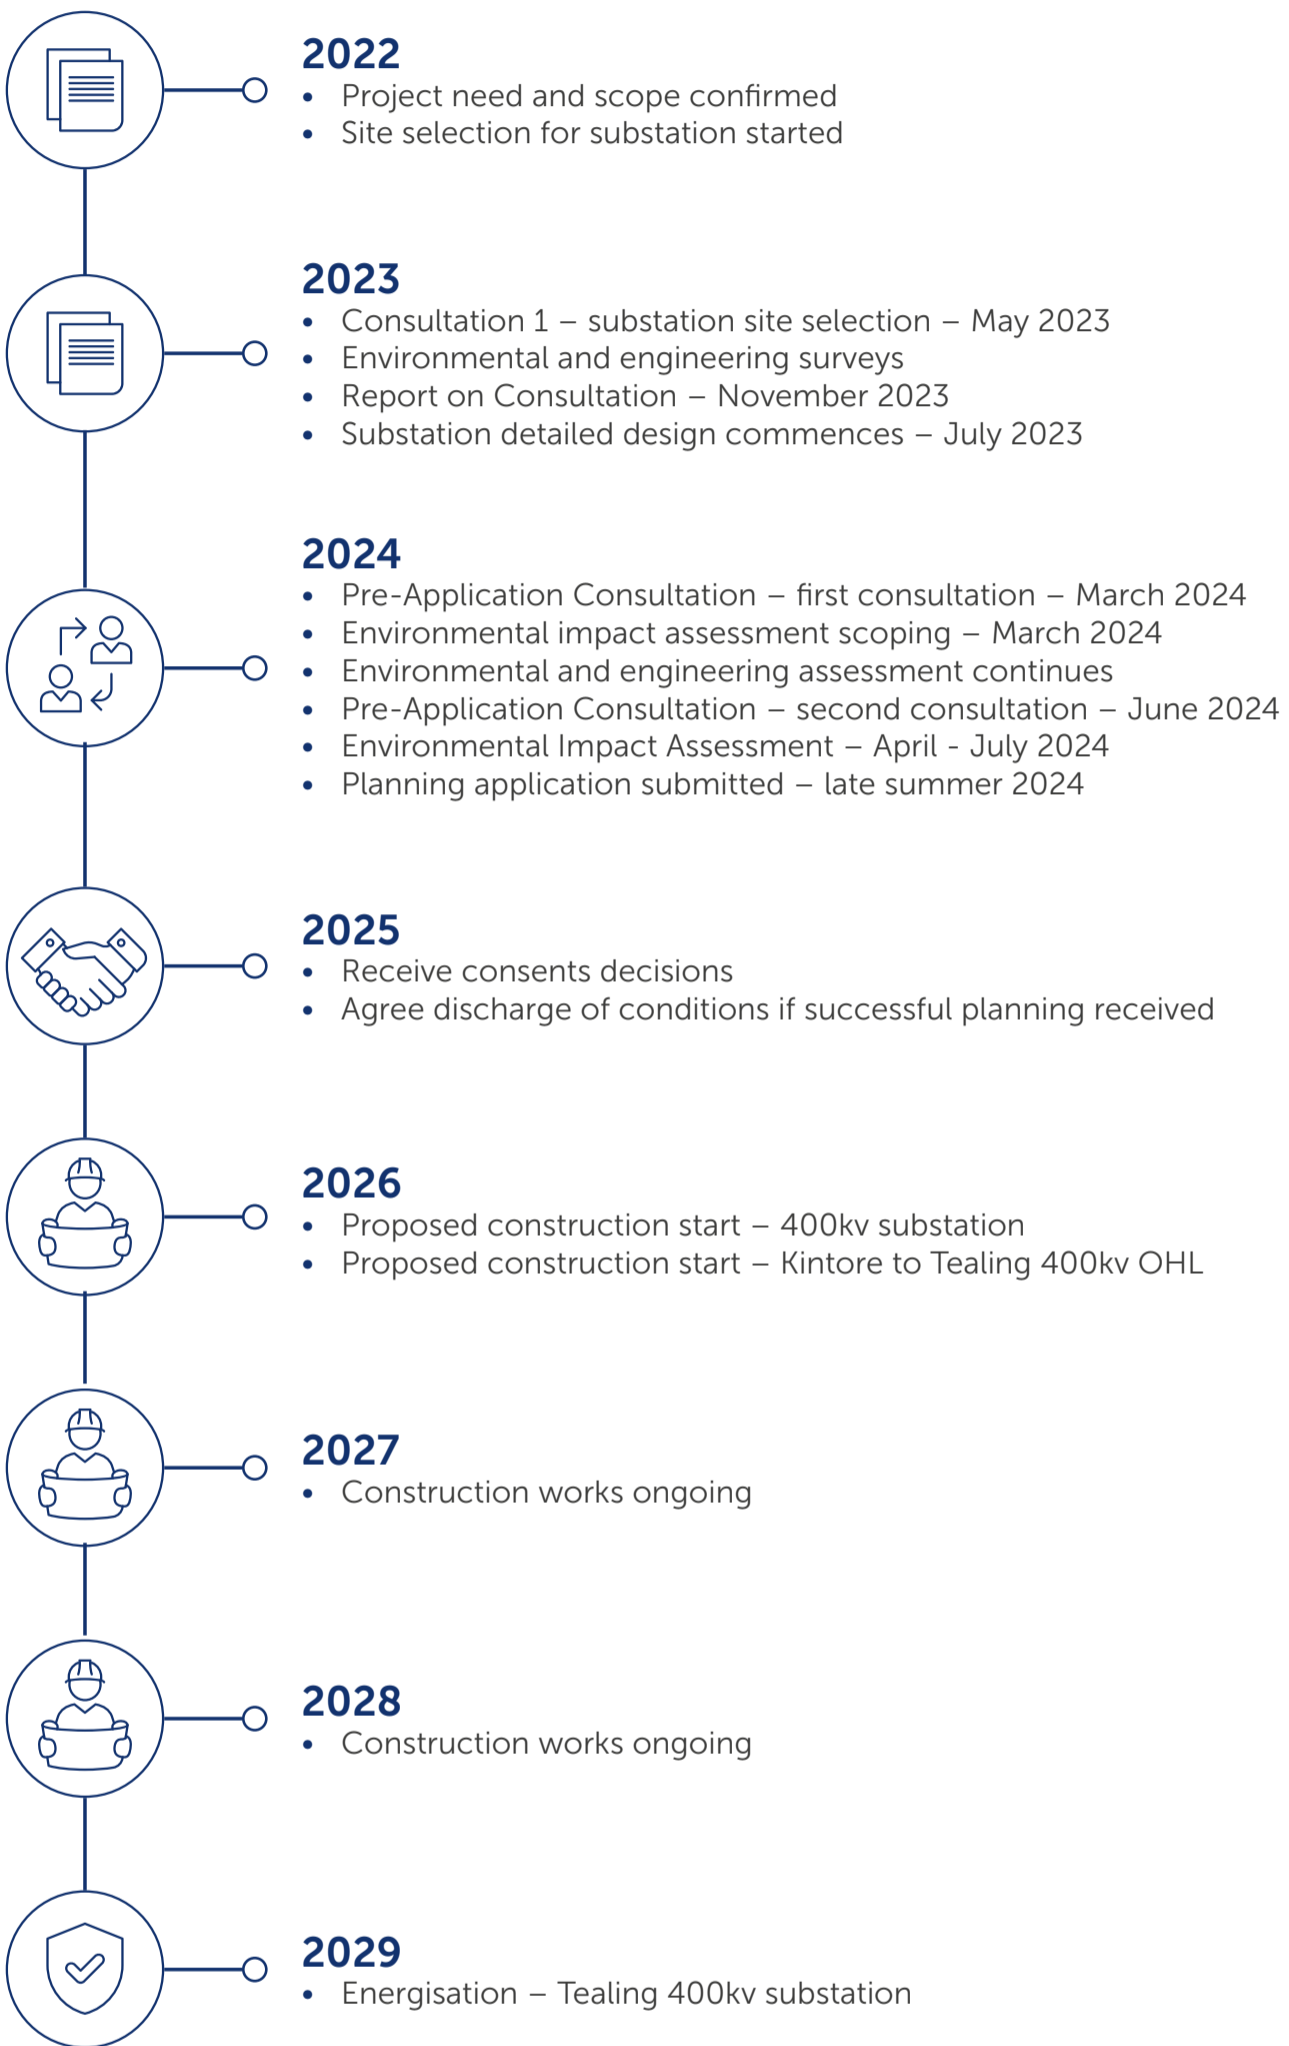 2022
• Project need and scope confirmed
• Site selection for substation started
2023
• Consultation 1 – substation site selection – May 2023
• Environmental and engineering surveys
• Report on Consultation – November 2023
• Substation detailed design commences – July 2023
2024
• Pre-Application Consultation – first consultation – March 2024
• Environmental impact assessment scoping – March 2024
• Environmental and engineering assessment continues
• Pre-Application Consultation – second consultation – June 2024
• Environmental Impact Assessment – April - July 2024
• Planning application submitted – late summer 2024
2025
• Receive consents decisions
• Agree discharge of conditions if successful planning received
2026
• Proposed construction start – 400kv substation
• Proposed construction start – Kintore to Tealing 400kv OHL
2027
• Construction works ongoing
2028
• Construction works ongoing
2029
• Energisation – Tealing 400kv substation